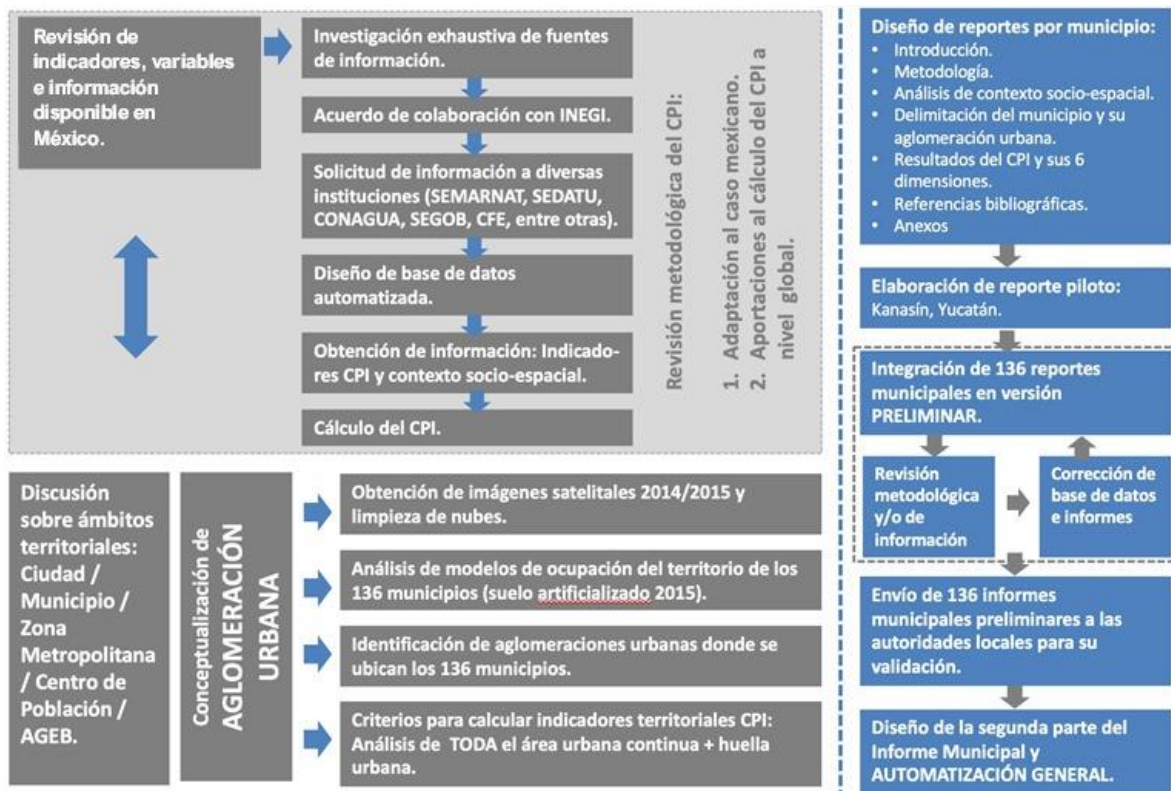 Revisión de
indicadores, variables
e información
disponible en
México.
Investigación exhaustiva de fuentes
de información.
Acuerdo de colaboración con INEGI.
Solicitud de información a diversas
instituciones (SEMARNAT, SEDATU,
CONAGUA, SEGOB, CFE, entre otras).
Diseño de base de datos
automatizada.
Obtención de información: Indicado-
res CPI y contexto socio-espacial.
Cálculo del CPI.
Revisión metodológica del CPI:
1. Adaptación al caso mexicano.
2. Aportaciones al cálculo del CPI a
nivel global.
Discusión
sobre ámbitos
territoriales:
Ciudad /
Municipio /
Zona
Metropolitana
/ Centro de
Población /
AGEB.
Conceptualización de
AGLOMERACIÓN
URBANA
Obtención de imágenes satelitales 2014/2015 y
limpieza de nubes.
Análisis de modelos de ocupación del territorio de los
136 municipios (suelo artificializado 2015).
Identificación de aglomeraciones urbanas donde se
ubican los 136 municipios.
Criterios para calcular indicadores territoriales CPI:
Análisis de TODA el área urbana continua + huella
urbana.
Diseño de reportes por municipio:
• Introducción.
• Metodología.
• Análisis de contexto socio-espacial.
• Delimitación del municipio y su
aglomeración urbana.
• Resultados del CPI y sus 6
dimensiones.
• Referencias bibliográficas.
• Anexos
Elaboración de reporte piloto:
Kanasín, Yucatán.
Integración de 136 reportes
municipales en versión
PRELIMINAR.
Revisión
metodológica
y/o de
información
Corrección de
base de datos
e informes
Envío de 136 informes
municipales preliminares a las
autoridades locales para su
validación.
Diseño de la segunda parte del
Informe Municipal y
AUTOMATIZACIÓN GENERAL.